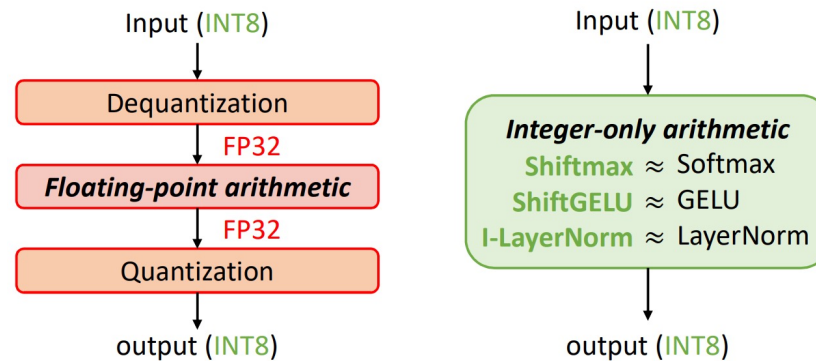 Input (INT8)
Dequantization
FP32
Floating-point arithmetic
FP32
Quantization
output (INT8)
Input (INT8)
Integer-only arithmetic
Shiftmax ≈ Softmax
ShiftGELU ≈ GELU
I-LayerNorm ≈ LayerNorm
output (INT8)